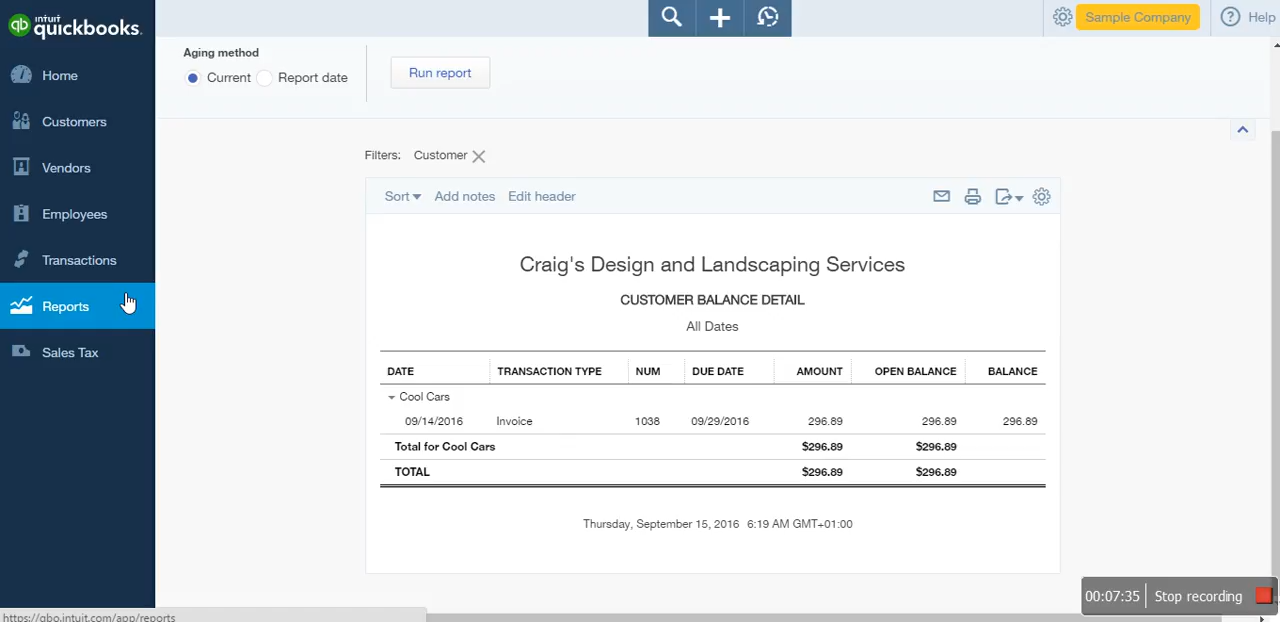 intuit
qb quickbooks.
Sample Company
Help
Home
Customers
Vendors
Employees
Transactions
Reports
Sales Tax
Aging method
Current Report date
Run report
Filters: Customer
Sort Add notes Edit header
Craig's Design and Landscaping Services
CUSTOMER BALANCE DETAIL
All Dates
DATE TRANSACTION TYPE NUM DUE DATE AMOUNT OPEN BALANCE BALANCE
Cool Cars
09/14/2016 Invoice 1038 09/29/2016 296.89 296.89 296.89
Total for Cool Cars $296.89 $296.89
TOTAL $296.89 $296.89
Thursday, September 15, 2016 6:19 AM GMT+01:00
00:07:35 Stop recording
https://qbo.intuit.com/app/reports